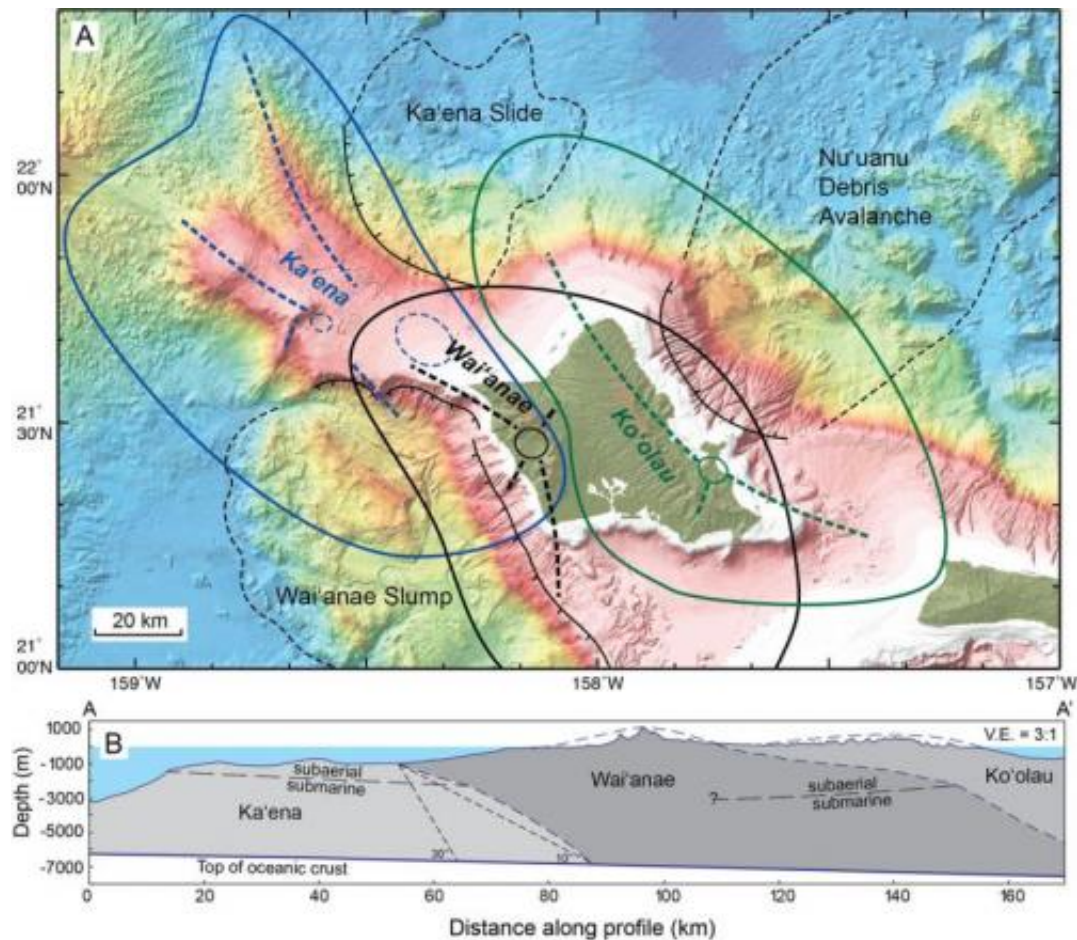 A
Ka‘ena Slide
Nu‘uanu
Debris
Avalanche
22°
00'N
Ka‘ena
Wai‘anae
21°
30'N
Ko‘olau
Wai‘anae Slump
20 km
21°
00'N
159°W
158°W
157°W
A
A'
B
V.E. = 3:1
1000
-1000
-3000
-5000
-7000
Depth (m)
subaerial
submarine
Ka‘ena
30°
10°
Wai‘anae
?
subaerial
submarine
Ko‘olau
Top of oceanic crust
0
20
40
60
80
100
120
140
160
Distance along profile (km)